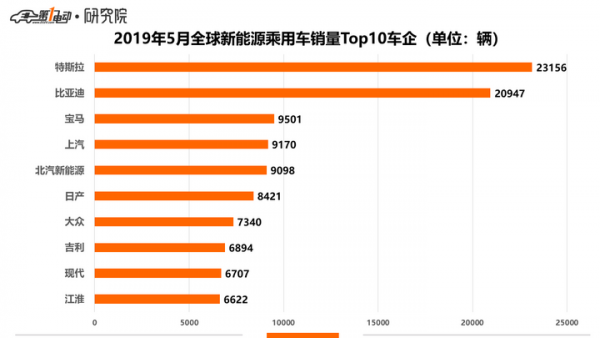 第1电动·研究院
2019年5月全球新能源乘用车销量Top10车企（单位：辆）
特斯拉 23156
比亚迪 20947
宝马 9501
上汽 9170
北汽新能源 9098
日产 8421
大众 7340
吉利 6894
现代 6707
江淮 6622
0 5000 10000 15000 20000 25000